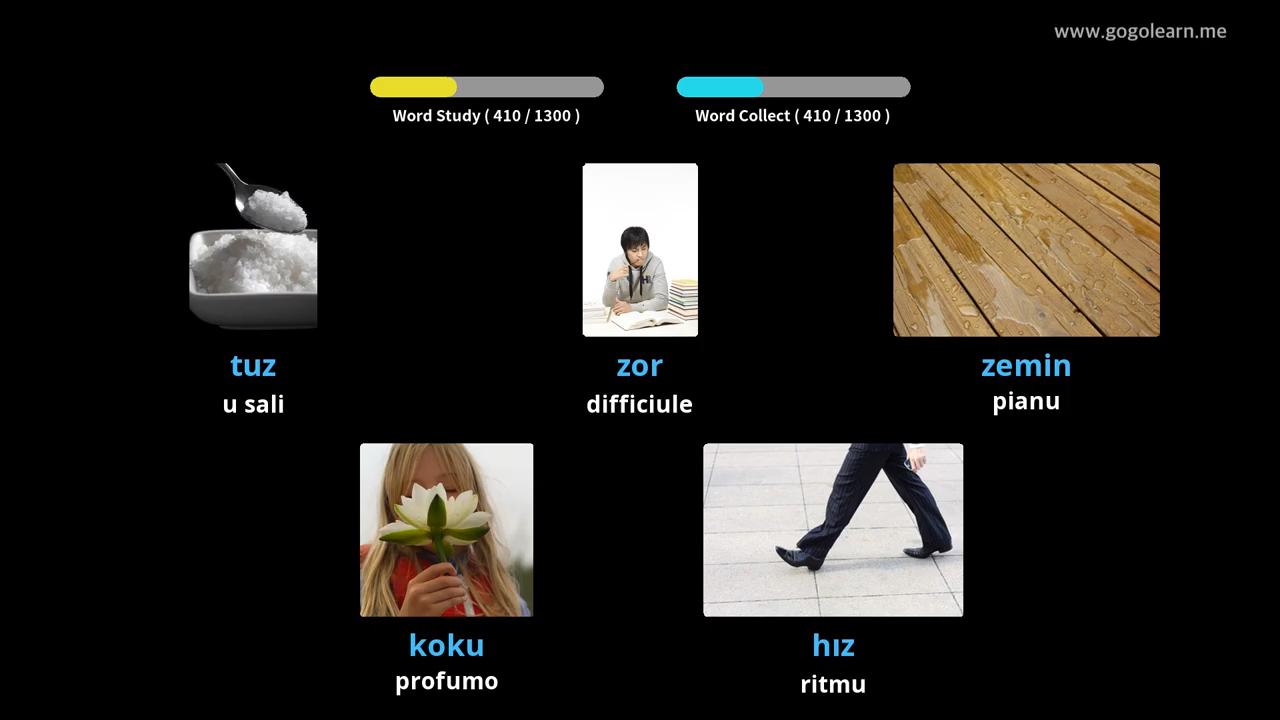 www.gogolearn.me
Word Study ( 410 / 1300 )
Word Collect ( 410 / 1300 )
tuz
u sali
zor
difficiule
zemin
pianu
koku
profumo
hız
ritmu